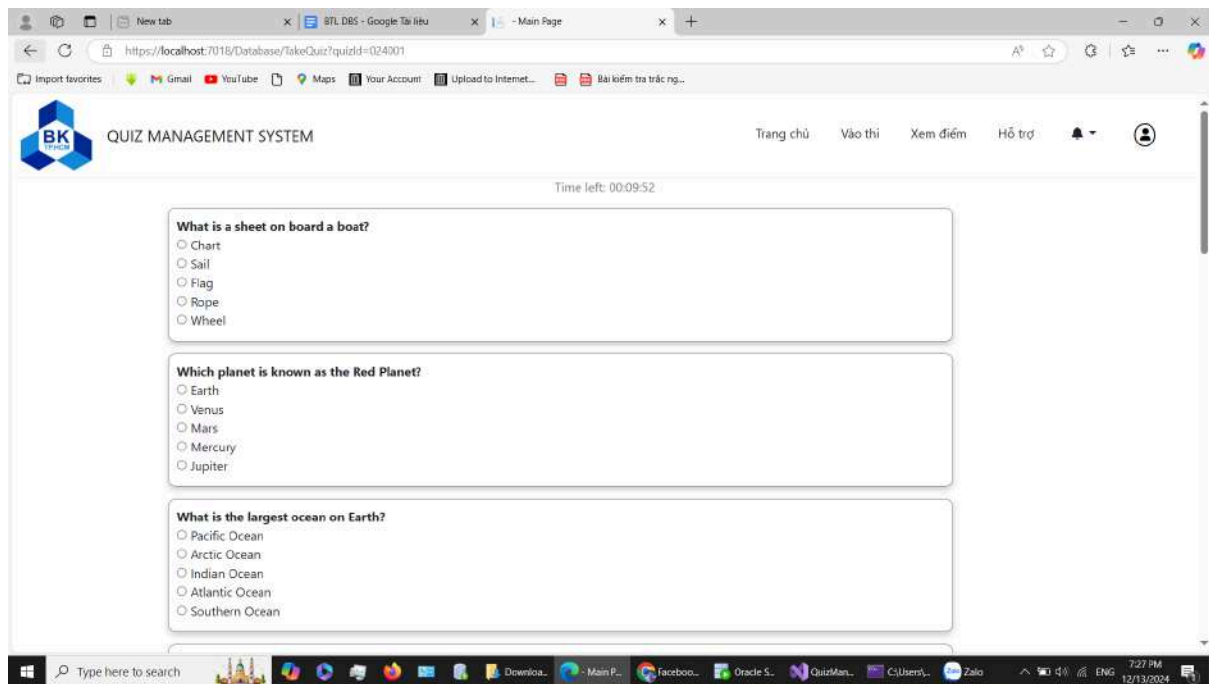 New tab
BTL DBS - Google Tài liệu
- Main Page
https://localhost:7018/Database/TakeQuiz?quizId=024001
Import favorites
Gmail
YouTube
Maps
Your Account
Upload to Internet...
Bài kiểm tra trắc ng...
BK
TP.HCM
QUIZ MANAGEMENT SYSTEM
Trang chủ
Vào thi
Xem điểm
Hỗ trợ
Time left: 00:09:52
What is a sheet on board a boat?
Chart
Sail
Flag
Rope
Wheel
Which planet is known as the Red Planet?
Earth
Venus
Mars
Mercury
Jupiter
What is the largest ocean on Earth?
Pacific Ocean
Arctic Ocean
Indian Ocean
Atlantic Ocean
Southern Ocean
Type here to search
Downloa...
- Main P...
Faceboo...
Oracle S...
QuizMan...
C:\Users\...
Zalo
ENG
7:27 PM
12/13/2024